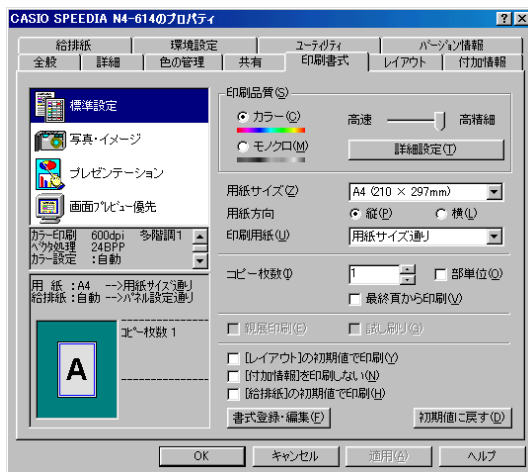 CASIO SPEEDIA N4-614のプロパティ
給排紙 環境設定 ユーティリティ バージョン情報
全般 詳細 色の管理 共有 印刷書式 レイアウト 付加情報
標準設定
写真・イメージ
プレゼンテーション
画面プレビュー優先
カラー印刷 600dpi 多階調1
ベクタ処理 24BPP
カラー設定 :自動
用 紙 :A4 -->用紙サイズ通り
給排紙:自動 -->パネル設定通り
コピー枚数 1
A
印刷品質(S)
カラー(C)
モノクロ(M)
高速 高精細
詳細設定(T)
用紙サイズ(Z) A4 (210 × 297mm)
用紙方向 縦(P) 横(L)
印刷用紙(U) 用紙サイズ通り
コピー枚数(I) 1 部単位(O)
最終頁から印刷(V)
親展印刷(E) 試し刷り(G)
[レイアウト]の初期値で印刷(Y)
[付加情報]を印刷しない(N)
[給排紙]の初期値で印刷(H)
書式登録・編集(F) 初期値に戻す(D)
OK キャンセル 適用(A) ヘルプ